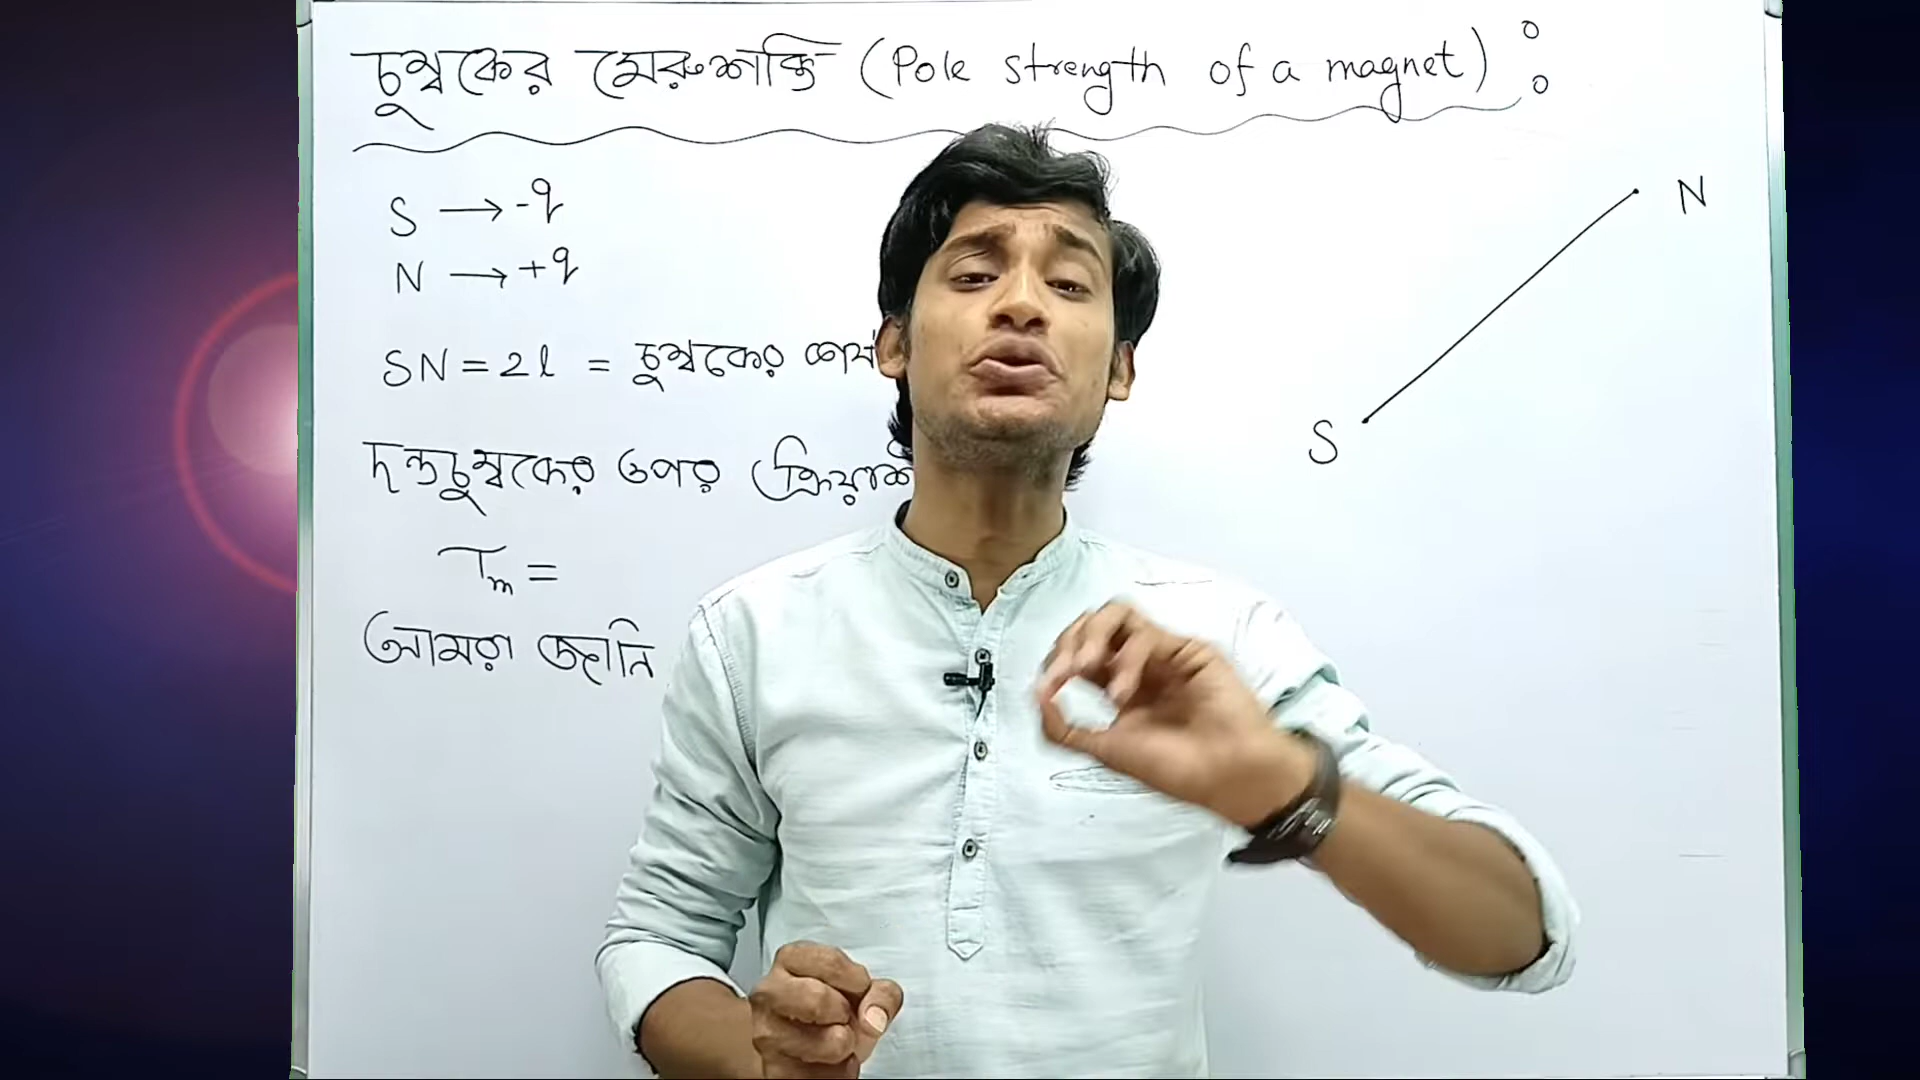 চুম্বকের মেরুশক্তি (Pole strength of a magnet) :
S → -q
N → +q
SN = 2l = চুম্বকের
দন্ডচুম্বকের ওপর
Tm =
আমরা জানি
N
S